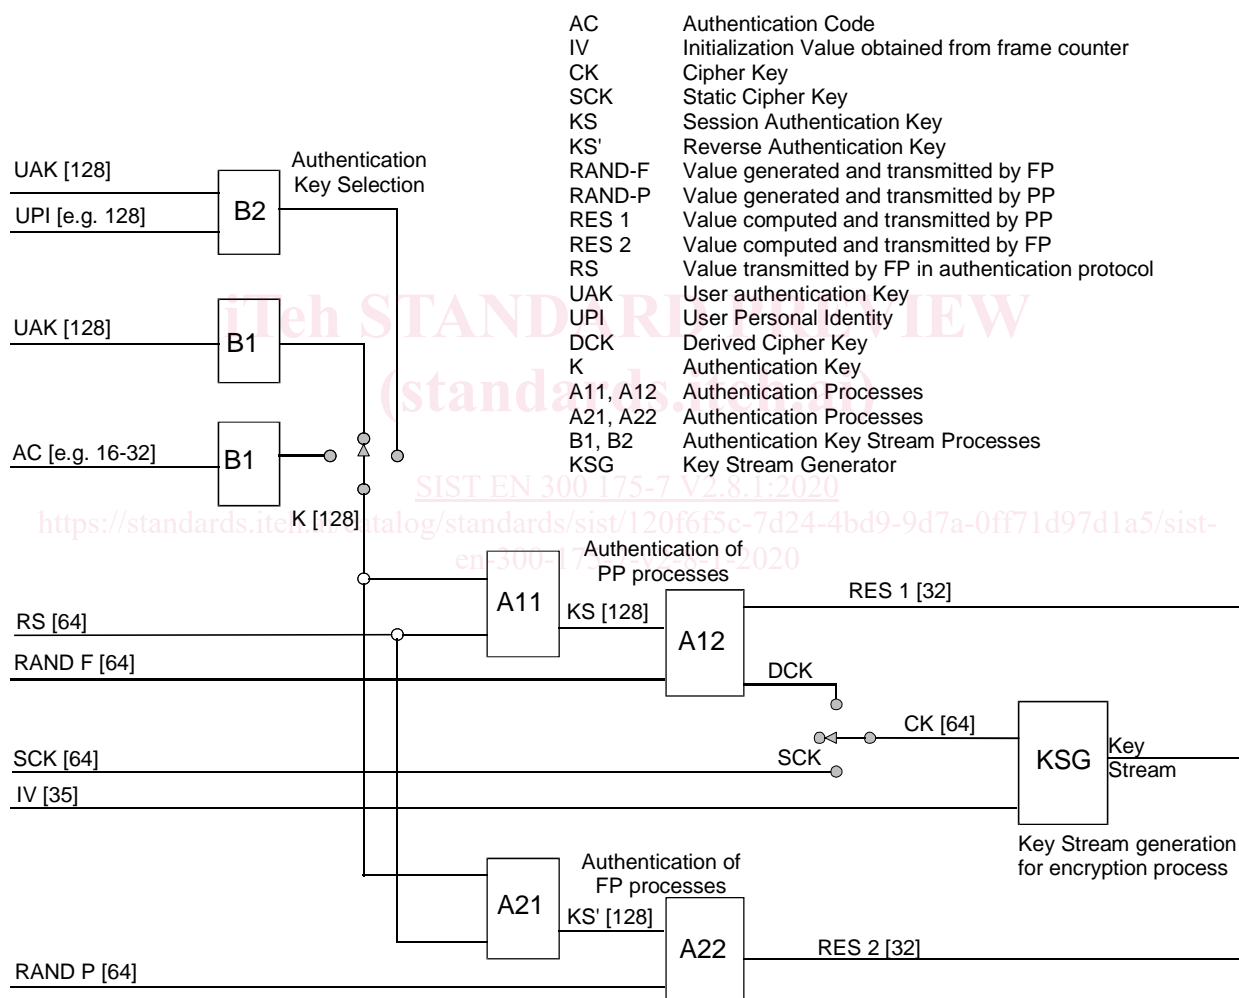 AC Authentication Code
IV Initialization Value obtained from frame counter
CK Cipher Key
SCK Static Cipher Key
KS Session Authentication Key
KS' Reverse Authentication Key
RAND-F Value generated and transmitted by FP
RAND-P Value generated and transmitted by PP
RES 1 Value computed and transmitted by PP
RES 2 Value computed and transmitted by FP
RS Value transmitted by FP in authentication protocol
UAK User authentication Key
UPI User Personal Identity
DCK Derived Cipher Key
K Authentication Key
A11, A12 Authentication Processes
A21, A22 Authentication Processes
B1, B2 Authentication Key Stream Processes
KSG Key Stream Generator
UAK [128]
UPI [e.g. 128]
B2
Authentication
Key Selection
UAK [128]
B1
AC [e.g. 16-32]
B1
iTeh STANDARD PREVIEW
(standards.iteh.ai)
SIST EN 300 175-7 V2.8.1:2020
https://standards.iteh.ai/catalog/standards/sist/120f6f5c-7d24-4bd9-9d7a-0ff71d97d1a5/sist-
en-300-175-7-v2-8-1-2020
K [128]
Authentication of
PP processes
A11
KS [128]
A12
RES 1 [32]
RS [64]
RAND F [64]
DCK
CK [64]
SCK [64]
SCK
KSG
Key
Stream
IV [35]
Key Stream generation
for encryption process
Authentication of
FP processes
A21
KS' [128]
A22
RES 2 [32]
RAND P [64]